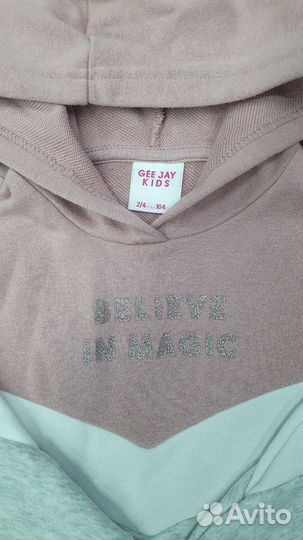 GEE JAY
KIDS
2/4 104
BELIEVE
IN MAGIC
Avito